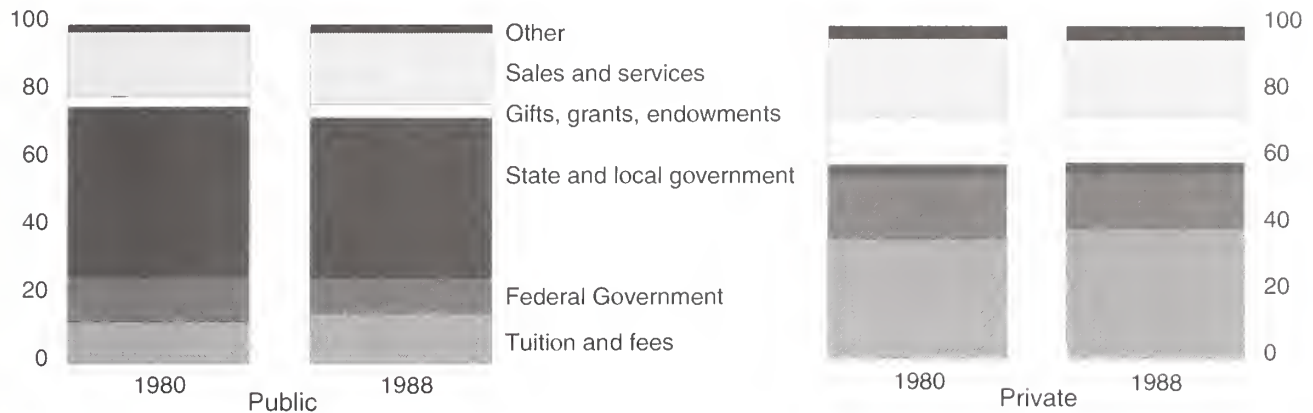 100
80
60
40
20
0
1980
1988
Public
Other
Sales and services
Gifts, grants, endowments
State and local government
Federal Government
Tuition and fees
1980
1988
Private
100
80
60
40
20
0